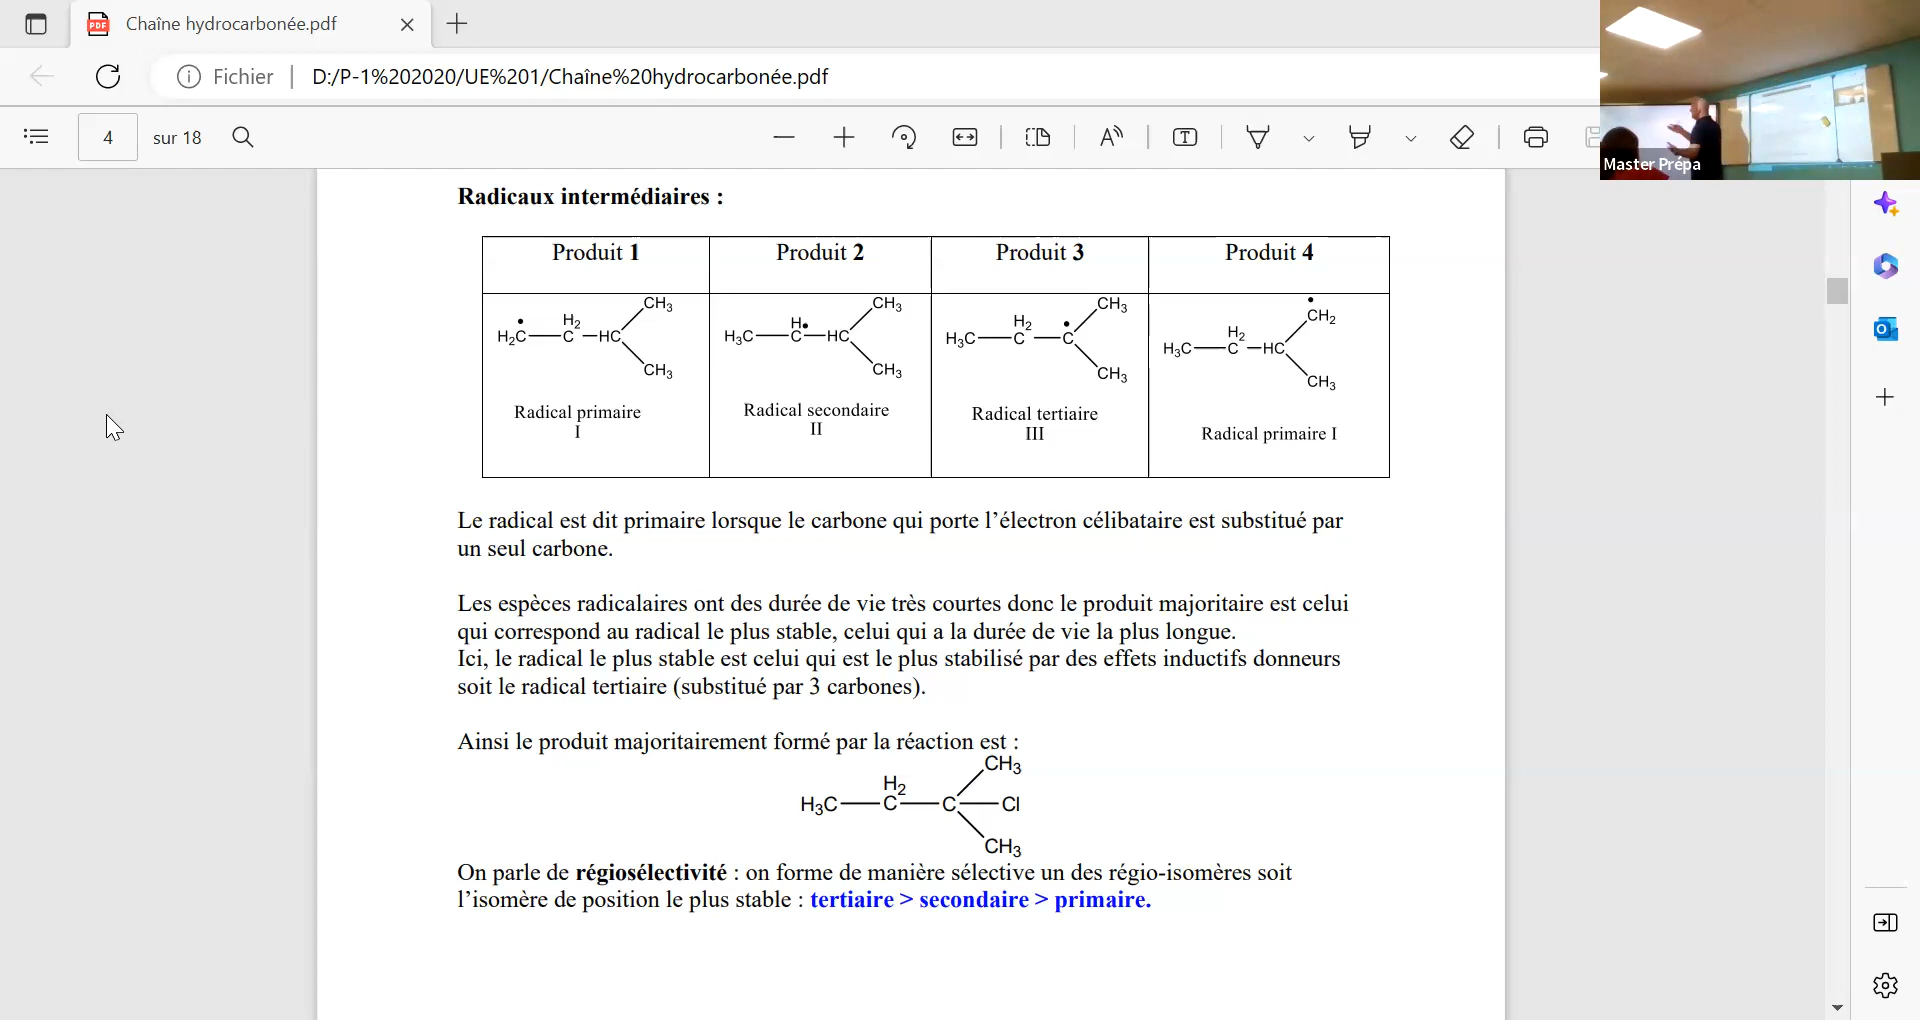 Chaîne hydrocarbonée.pdf
Fichier | D:/P-1%202020/UE%201/Chaîne%20hydrocarbonée.pdf
4 sur 18
Master Prépa
Radicaux intermédiaires :
Produit 1 Produit 2 Produit 3 Produit 4
H₂C• — CH₂ — HC CH₃ CH₃
H₃C — CH• — HC CH₃ CH₃
H₃C — CH₂ — C• CH₃ CH₃
H₃C — CH₂ — HC •CH₂ CH₃
Radical primaire I
Radical secondaire II
Radical tertiaire III
Radical primaire I
Le radical est dit primaire lorsque le carbone qui porte l’électron célibataire est substitué par
un seul carbone.
Les espèces radicalaires ont des durée de vie très courtes donc le produit majoritaire est celui
qui correspond au radical le plus stable, celui qui a la durée de vie la plus longue.
Ici, le radical le plus stable est celui qui est le plus stabilisé par des effets inductifs donneurs
soit le radical tertiaire (substitué par 3 carbones).
Ainsi le produit majoritairement formé par la réaction est :
H₃C — CH₂ — C — Cl CH₃ CH₃
On parle de régiosélectivité : on forme de manière sélective un des régio-isomères soit
l’isomère de position le plus stable : tertiaire > secondaire > primaire.